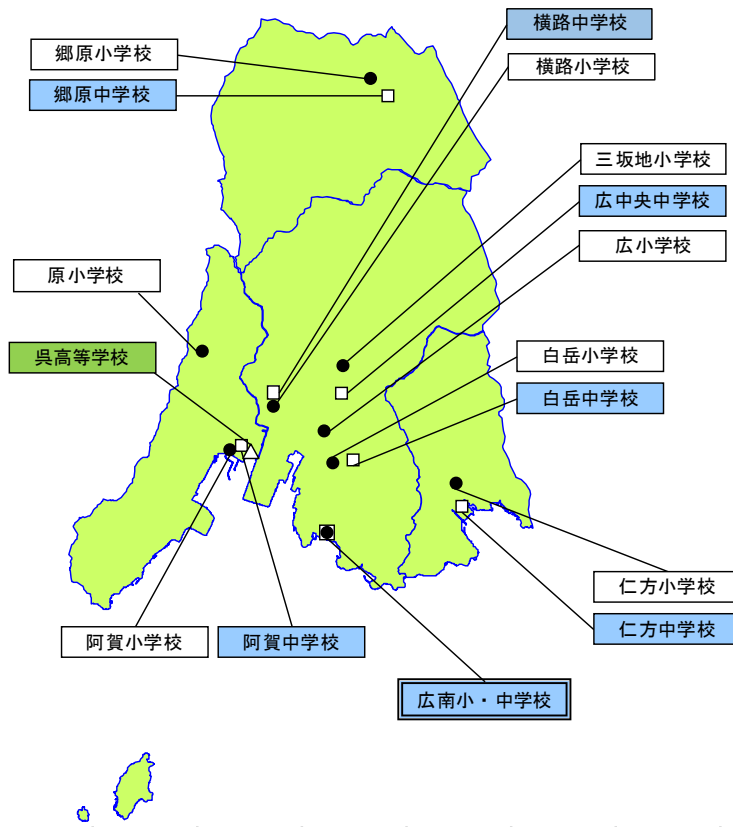 横路中学校
郷原小学校
横路小学校
郷原中学校
三坂地小学校
広中央中学校
広小学校
原小学校
呉高等学校
白岳小学校
白岳中学校
仁方小学校
仁方中学校
阿賀小学校
阿賀中学校
広南小・中学校